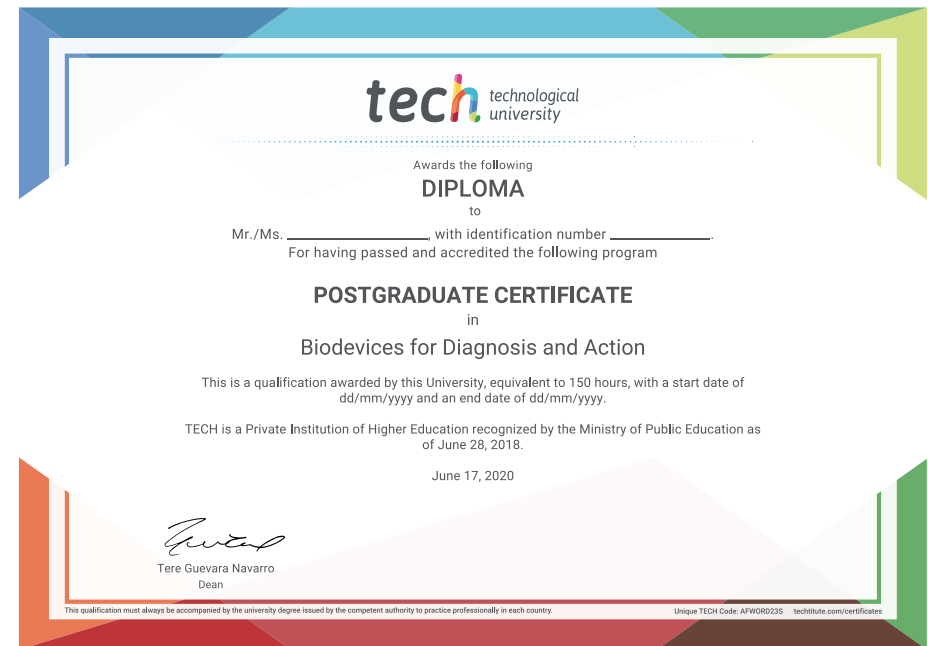 tech technological
university
Awards the following
DIPLOMA
to
Mr./Ms. ____________________, with identification number ______________.
For having passed and accredited the following program
POSTGRADUATE CERTIFICATE
in
Biodevices for Diagnosis and Action
This is a qualification awarded by this University, equivalent to 150 hours, with a start date of
dd/mm/yyyy and an end date of dd/mm/yyyy.
TECH is a Private Institution of Higher Education recognized by the Ministry of Public Education as
of June 28, 2018.
June 17, 2020
Tere Guevara Navarro
Dean
This qualification must always be accompanied by the university degree issued by the competent authority to practice professionally in each country.
Unique TECH Code: AFWORD23S techtitute.com/certificates